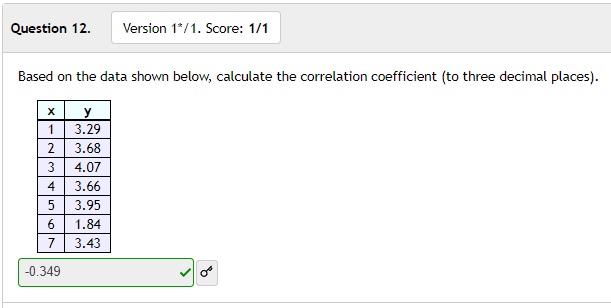 Question 12. Version 1*/1. Score: 1/1
Based on the data shown below, calculate the correlation coefficient (to three decimal places).
x y
1 3.29
2 3.68
3 4.07
4 3.66
5 3.95
6 1.84
7 3.43
-0.349